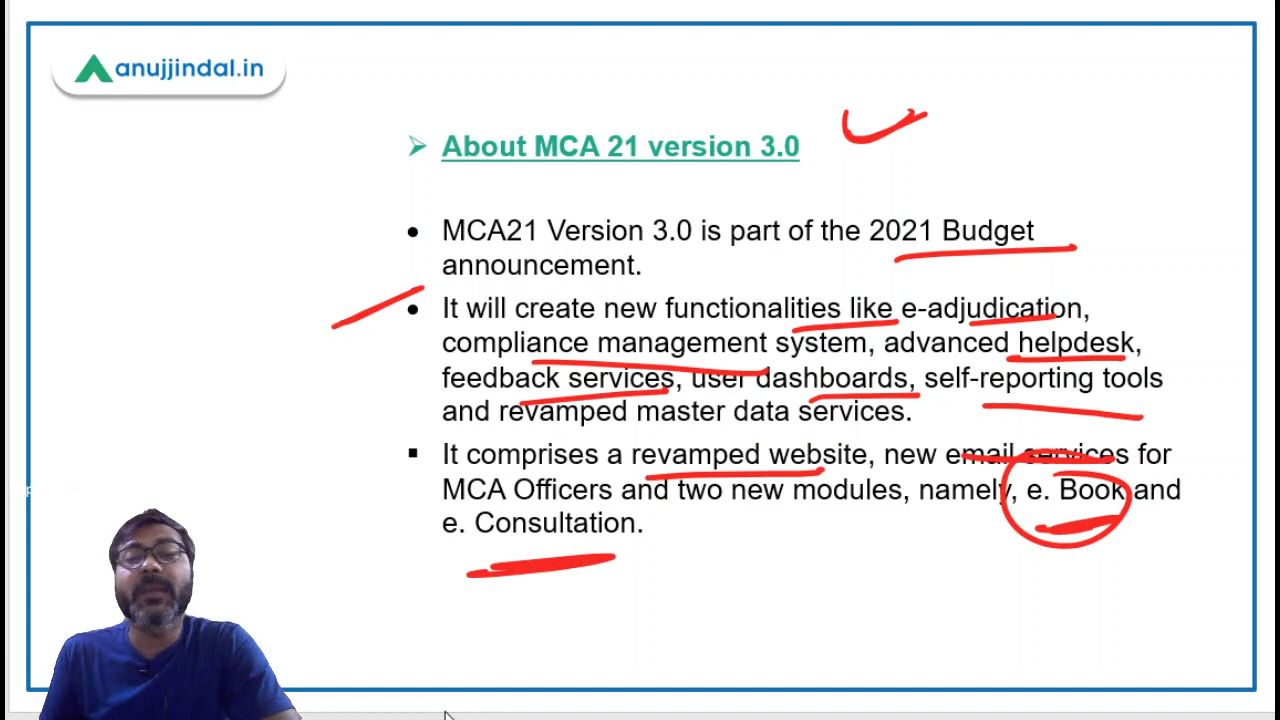 anujjindal.in
About MCA 21 version 3.0
MCA21 Version 3.0 is part of the 2021 Budget
announcement.
It will create new functionalities like e-adjudication,
compliance management system, advanced helpdesk,
feedback services, user dashboards, self-reporting tools
and revamped master data services.
It comprises a revamped website, new email services for
MCA Officers and two new modules, namely, e. Book and
e. Consultation.